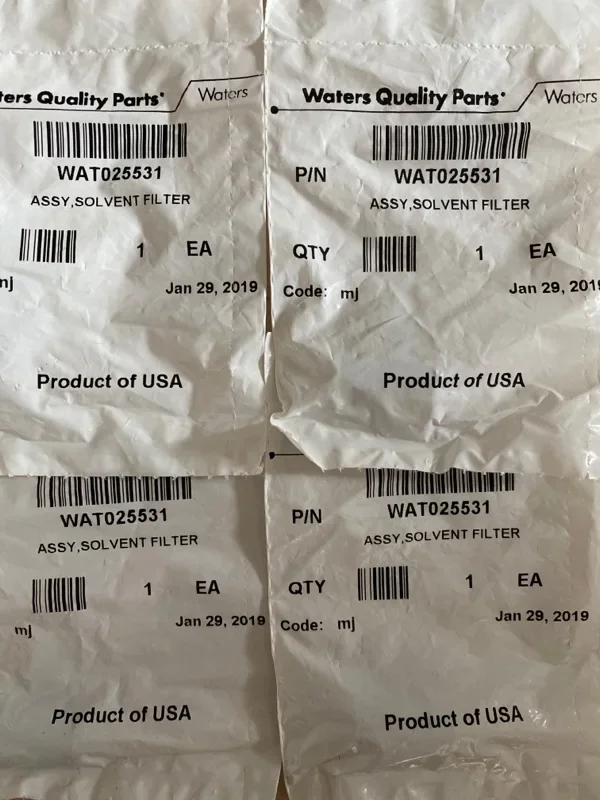 ters Quality Parts
Waters
WAT025531
ASSY,SOLVENT FILTER
1 EA
mj
Jan 29, 2019
Product of USA
Waters Quality Parts
Waters
P/N WAT025531
ASSY,SOLVENT FILTER
QTY 1 EA
Code: mj
Jan 29, 2019
Product of USA
WAT025531
ASSY,SOLVENT FILTER
1 EA
mj
Jan 29, 2019
Product of USA
P/N WAT025531
ASSY,SOLVENT FILTER
QTY 1 EA
Code: mj
Jan 29, 2019
Product of USA